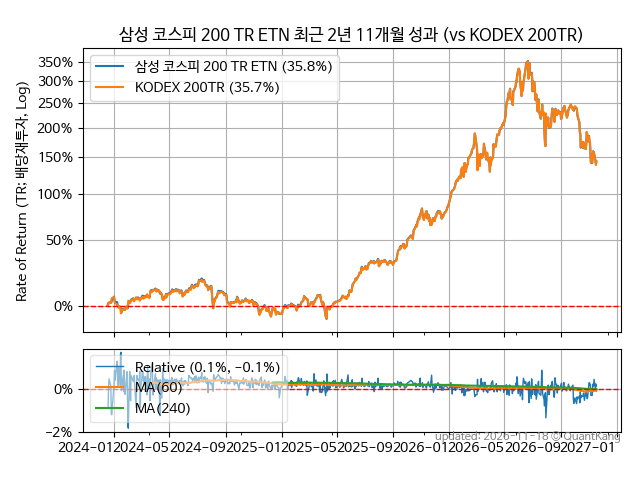 삼성 코스피 200 TR ETN 최근 2년 11개월 성과 (vs KODEX 200TR)
Rate of Return (TR: 배당재투자, Log)
350%
300%
250%
200%
150%
100%
50%
0%
삼성 코스피 200 TR ETN (35.8%)
KODEX 200TR (35.7%)
0%
−2%
Relative (0.1%, −0.1%)
MA(60)
MA(240)
updated: 2026-11-18 © QuantKang
2024-01 2024-05 2024-09 2025-01 2025-05 2025-09 2026-01 2026-05 2026-09 2027-01